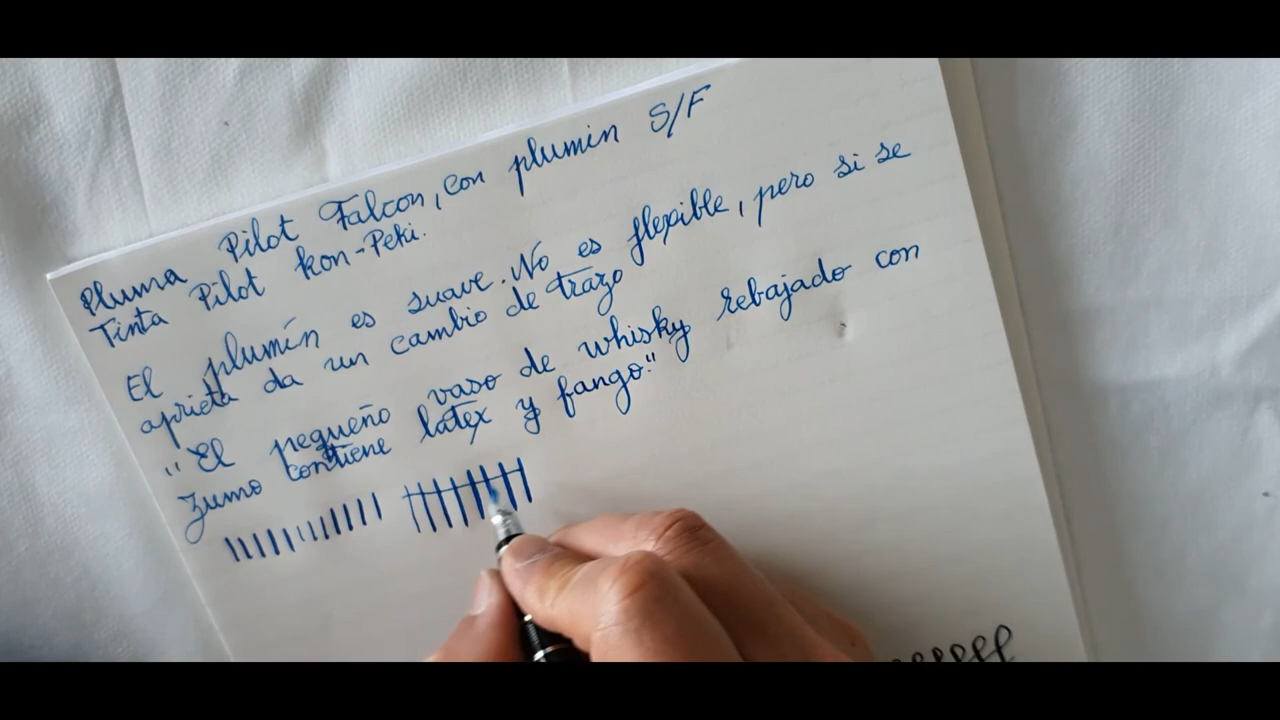 Pluma Pilot Falcon, con plumin S/F
Tinta Pilot kon-Peki.
El plumín es suave. No es flexible, pero si se
aprieta da un cambio de trazo
"El pequeño vaso de whisky rebajado con
zumo contiene latex y fango."